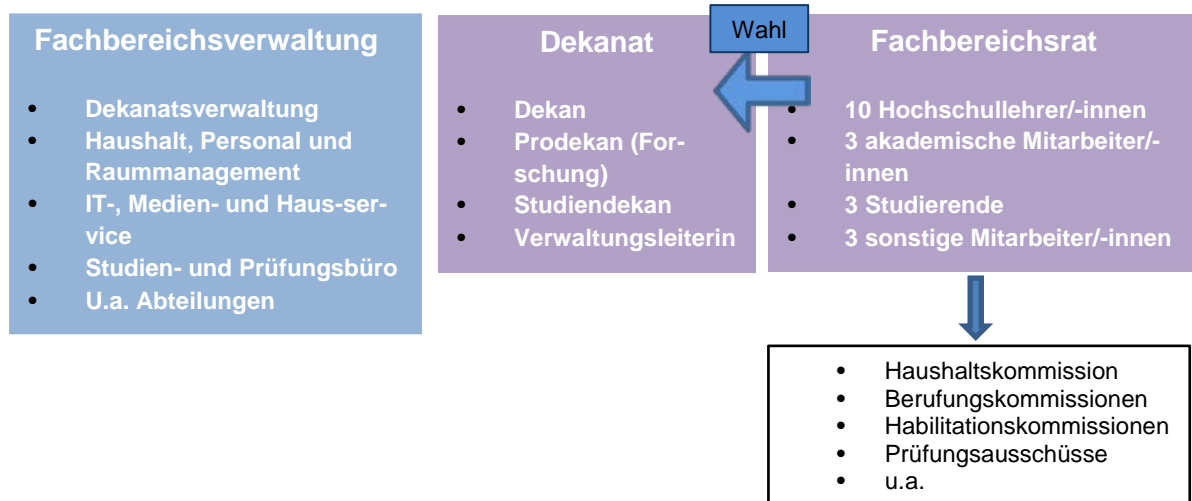 Fachbereichsverwaltung
• Dekanatsverwaltung
• Haushalt, Personal und
Raummanagement
• IT-, Medien- und Haus-ser-
vice
• Studien- und Prüfungsbüro
• U.a. Abteilungen
Dekanat
• Dekan
• Prodekan (For-
schung)
• Studiendekan
• Verwaltungsleiterin
Wahl
Fachbereichsrat
• 10 Hochschullehrer/-innen
• 3 akademische Mitarbeiter/-
innen
• 3 Studierende
• 3 sonstige Mitarbeiter/-innen
• Haushaltskommission
• Berufungskommissionen
• Habilitationskommissionen
• Prüfungsausschüsse
• u.a.